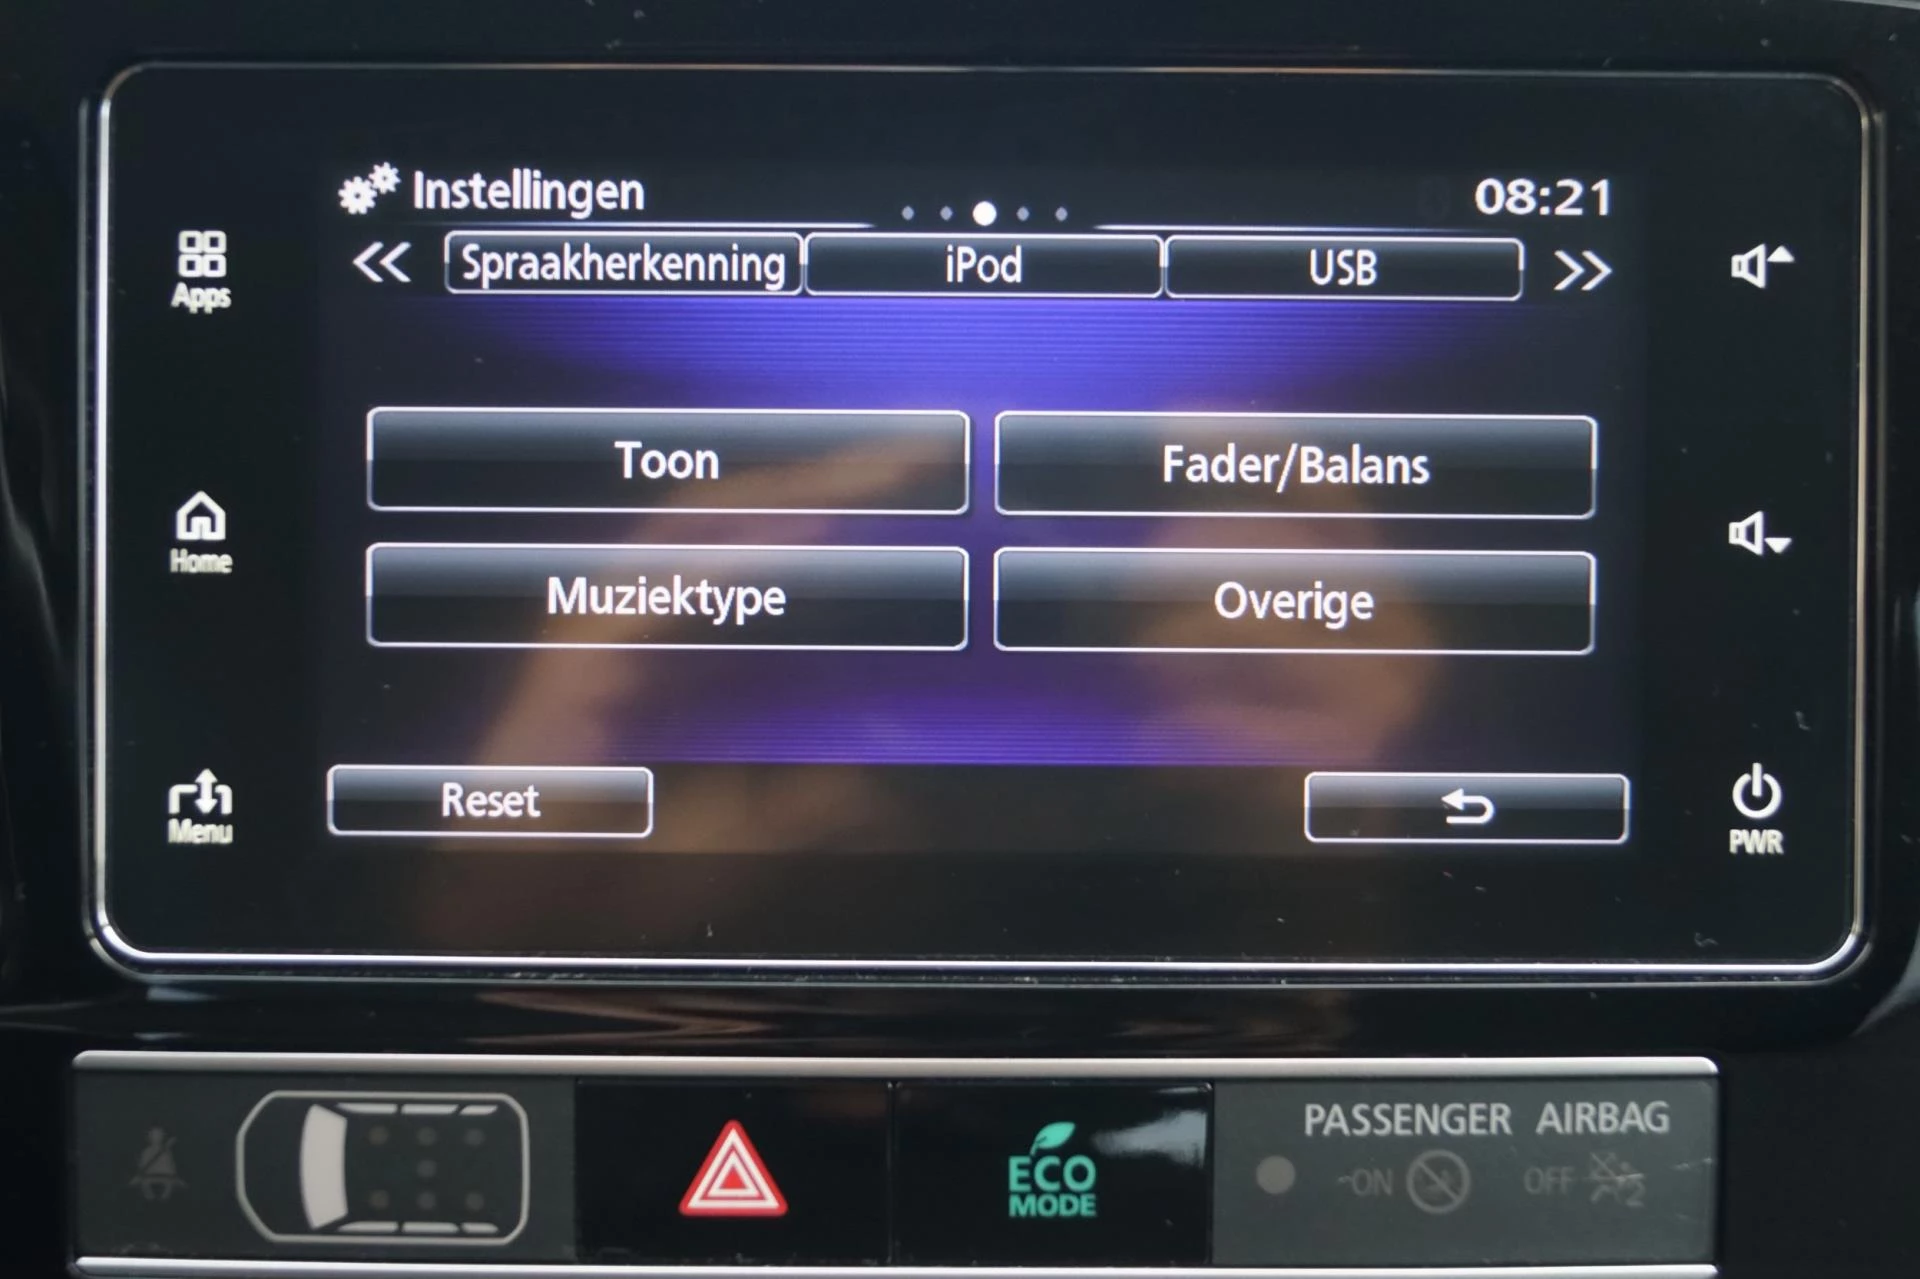 Instellingen
08:21
Spraakherkenning
iPod
USB
Apps
Toon
Fader/Balans
Home
Muziektype
Overige
Menu
Reset
PWR
PASSENGER AIRBAG
ON
OFF
2
ECO
MODE